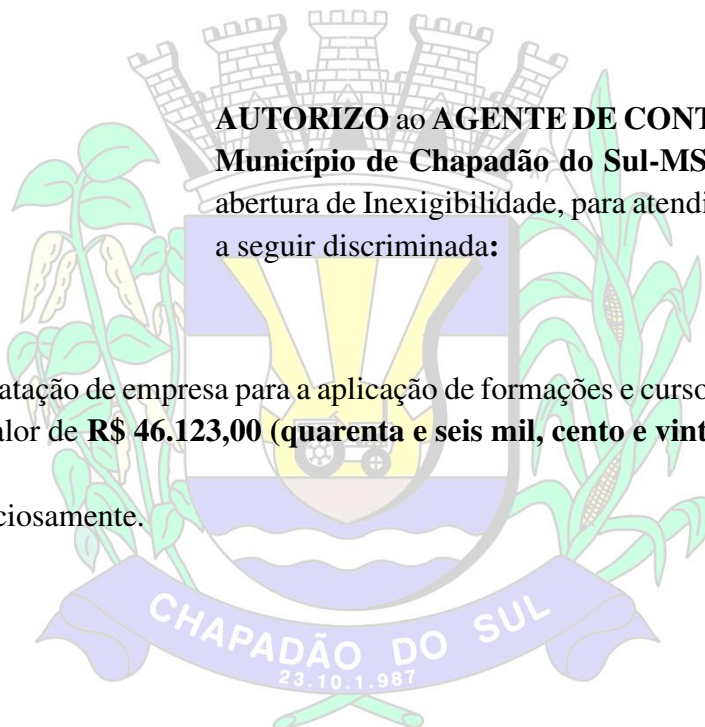 AUTORIZO ao AGENTE DE CONT
Município de Chapadão do Sul-MS
abertura de Inexigibilidade, para atendi
a seguir discriminada:
atação de empresa para a aplicação de formações e curso
alor de R$ 46.123,00 (quarenta e seis mil, cento e vint
ciosamente.
CHAPADÃO DO SUL
23.10.1.987